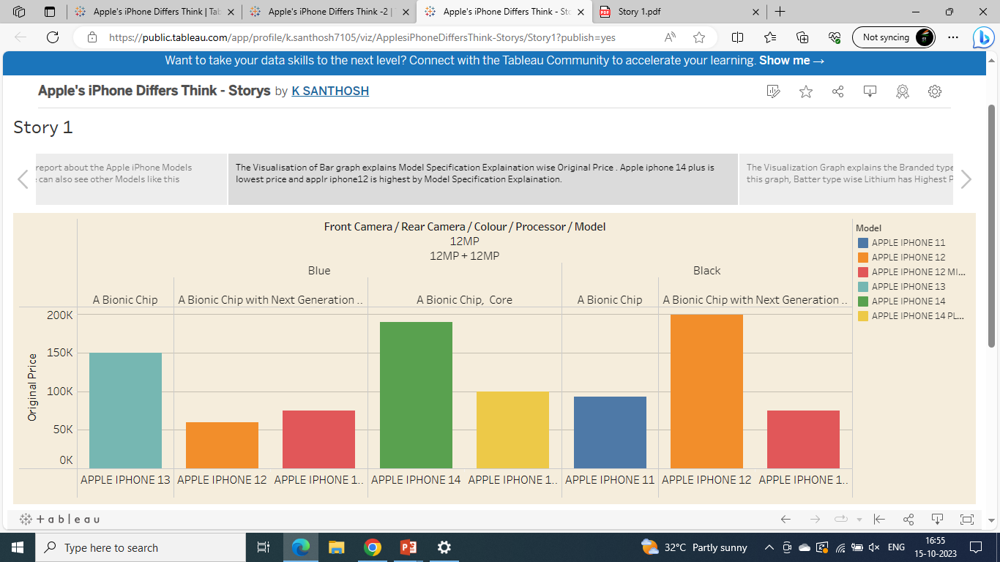 Apple's iPhone Differs Think | Tab
Apple's iPhone Differs Think -2 |
Apple's iPhone Differs Think - Sto
Story 1.pdf
https://public.tableau.com/app/profile/k.santhosh7105/viz/ApplesiPhoneDiffersThink-Storys/Story1?publish=yes
Not syncing
Want to take your data skills to the next level? Connect with the Tableau Community to accelerate your learning. Show me →
Apple's iPhone Differs Think - Storys by K SANTHOSH
Story 1
report about the Apple iPhone Models
can also see other Models like this
The Visualisation of Bar graph explains Model Specification Explaination wise Original Price . Apple iphone 14 plus is
lowest price and applr iphone12 is highest by Model Specification Explaination.
The Visualization Graph explains the Branded type
this graph, Batter type wise Lithium has Highest P
Front Camera / Rear Camera / Colour / Processor / Model
12MP
12MP + 12MP
Blue
Black
A Bionic Chip
A Bionic Chip with Next Generation ..
A Bionic Chip, Core
A Bionic Chip
A Bionic Chip with Next Generation ..
Original Price
200K
150K
100K
50K
0K
APPLE IPHONE 13
APPLE IPHONE 12
APPLE IPHONE 1..
APPLE IPHONE 14
APPLE IPHONE 1..
APPLE IPHONE 11
APPLE IPHONE 12
APPLE IPHONE 1..
Model
APPLE IPHONE 11
APPLE IPHONE 12
APPLE IPHONE 12 MI...
APPLE IPHONE 13
APPLE IPHONE 14
APPLE IPHONE 14 PL...
+ a b | e a u
Type here to search
32°C Partly sunny
ENG
16:55
15-10-2023